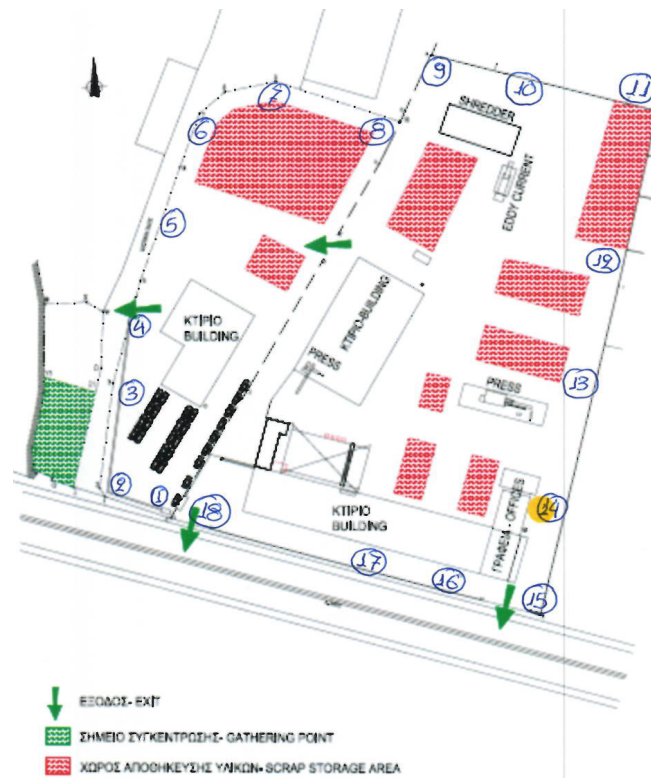 9
10
11
7
6
8
SHREDDER
EDDY CURRENT
5
12
ΚΤΙΡΙΟ-BUILDING
4
ΚΤΙΡΙΟ
BUILDING
PRESS
3
PRESS
13
2
1
18
ΚΤΙΡΙΟ
BUILDING
ΓΡΑΦΕΙΑ - OFFICES
14
17
16
15
ΕΞΟΔΟΣ- EXIT
ΣΗΜΕΙΟ ΣΥΓΚΕΝΤΡΩΣΗΣ- GATHERING POINT
ΧΩΡΟΣ ΑΠΟΘΗΚΕΥΣΗΣ ΥΛΙΚΩΝ- SCRAP STORAGE AREA